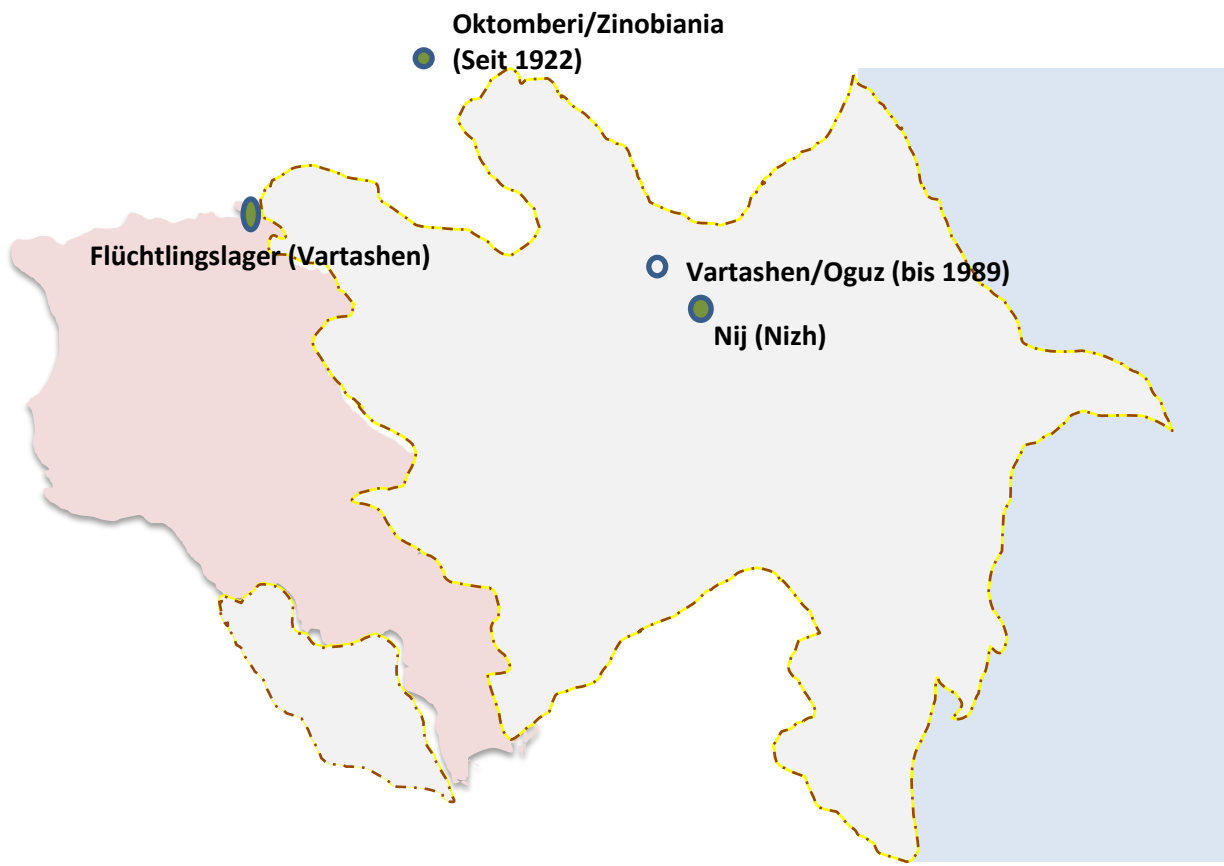 Oktomberi/Zinobiania
(Seit 1922)
Flüchtlingslager (Vartashen)
Vartashen/Oguz (bis 1989)
Nij (Nizh)